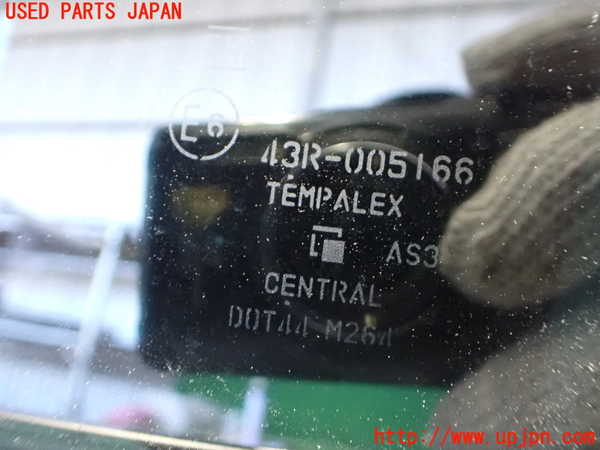 USED PARTS JAPAN
E6
43R-005166
TEMPALEX
AS3
CENTRAL
DOT44 M264
http://www.upjpn.com/